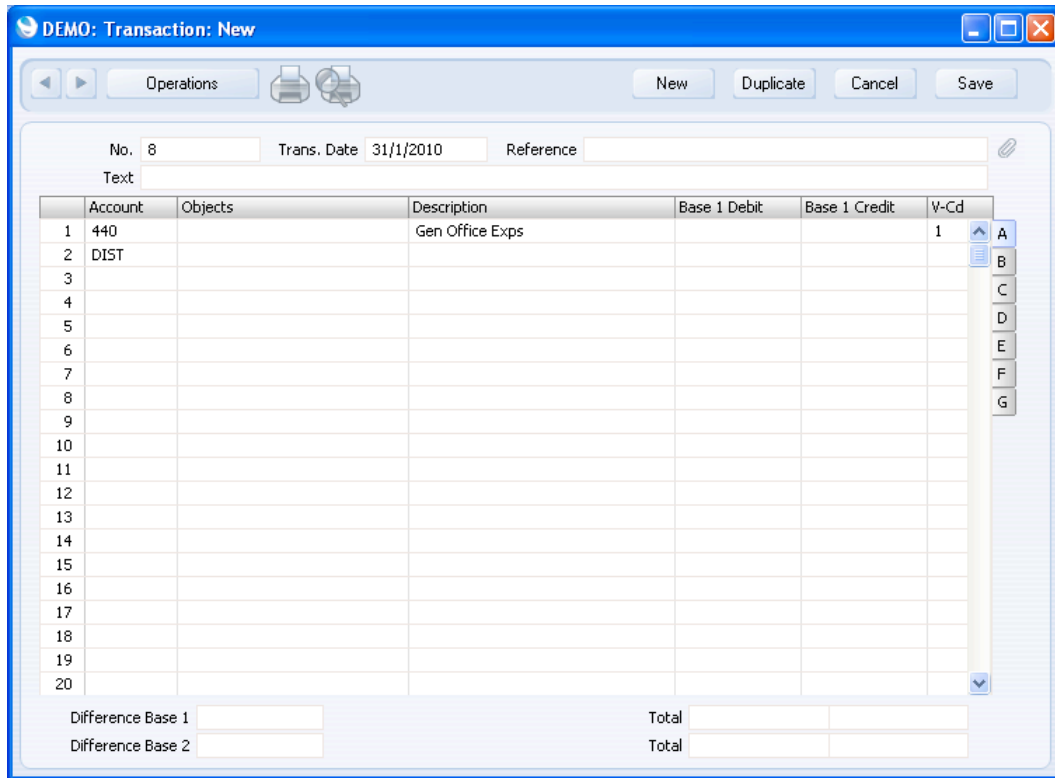 DEMO: Transaction: New
Operations New Duplicate Cancel Save
No. 8 Trans. Date 31/1/2010 Reference
Text
Account Objects Description Base 1 Debit Base 1 Credit V-Cd
1 440 Gen Office Exps 1 A
2 DIST B
3 C
4
5 D
6 E
7 F
8 G
9
10
11
12
13
14
15
16
17
18
19
20
Difference Base 1 Total
Difference Base 2 Total